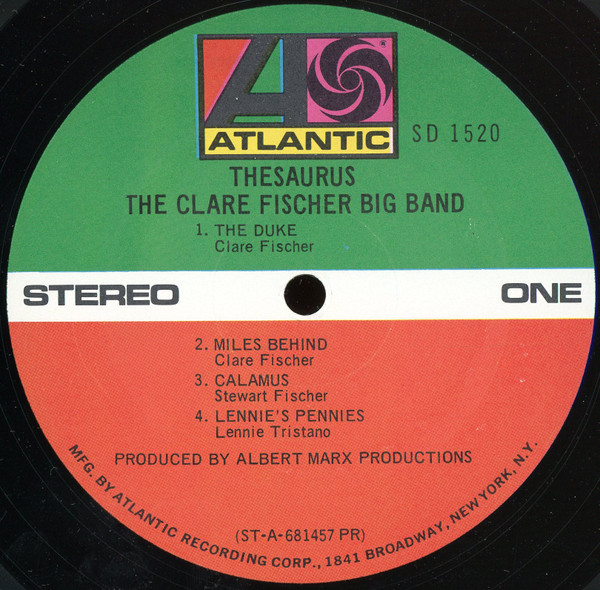 ATLANTIC
SD 1520
THESAURUS
THE CLARE FISCHER BIG BAND
1. THE DUKE
Clare Fischer
STEREO
ONE
2. MILES BEHIND
Clare Fischer
3. CALAMUS
Stewart Fischer
4. LENNIE'S PENNIES
Lennie Tristano
PRODUCED BY ALBERT MARX PRODUCTIONS
(ST-A-681457 PR)
MFG. BY ATLANTIC RECORDING CORP., 1841 BROADWAY, NEW YORK, N.Y.